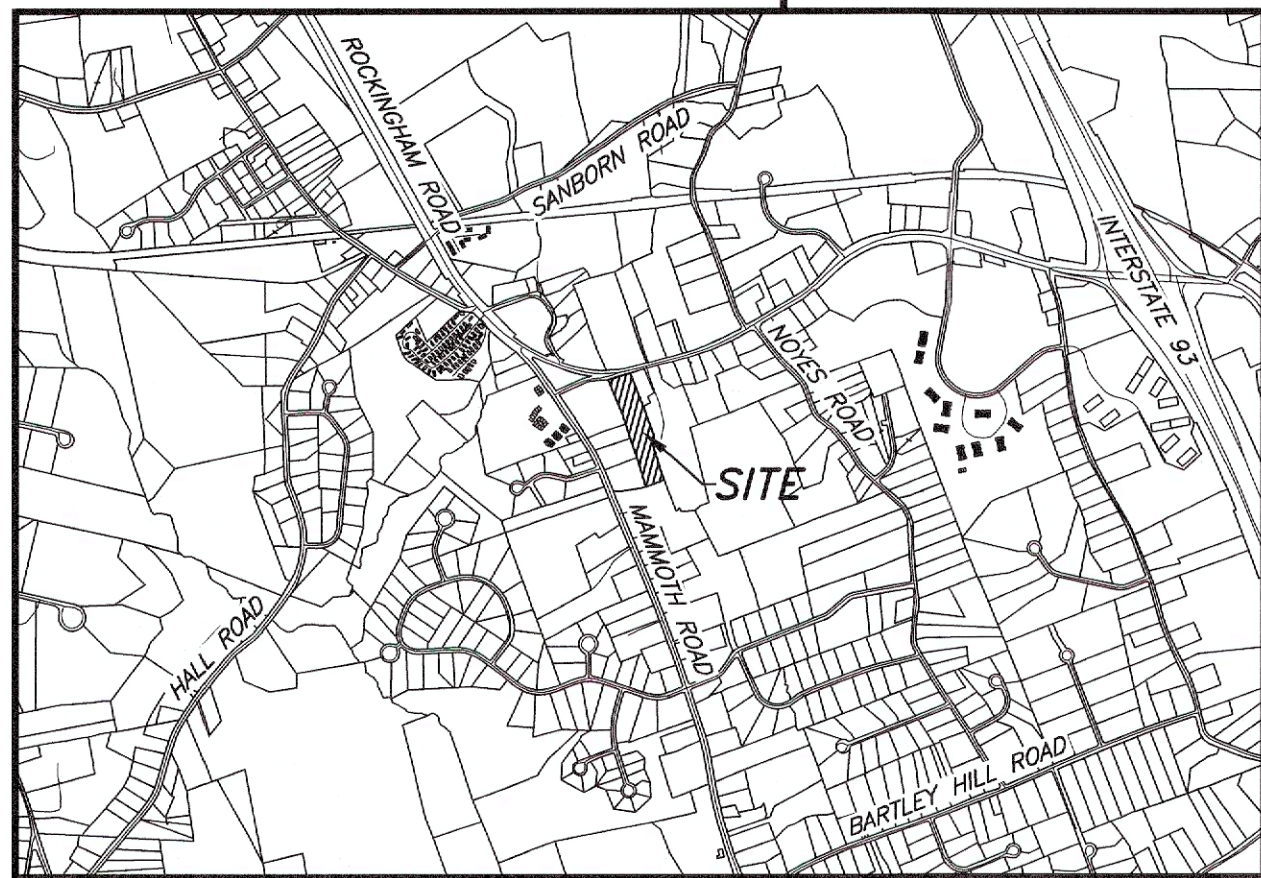 ROCKINGHAM ROAD
SANBORN ROAD
INTERSTATE 93
NOYES ROAD
SITE
MAMMOTH ROAD
HALL ROAD
BARTLEY HILL ROAD